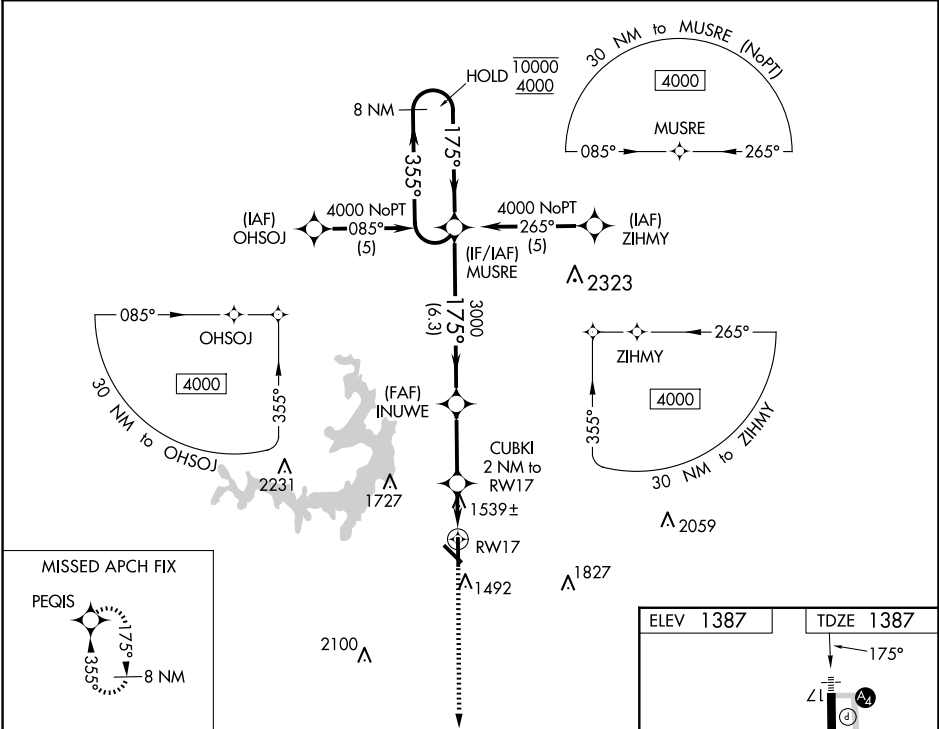 30 NM to MUSRE (NoPT)
4000
MUSRE
085°
265°
HOLD
10000
4000
8 NM
175°
355°
(IAF)
OHSOJ
4000 NoPT
085°
(5)
4000 NoPT
265°
(5)
(IAF)
ZIHMY
(IF/IAF)
MUSRE
2323
3000
175°
(6.3)
085°
OHSOJ
4000
355°
30 NM to OHSOJ
265°
ZIHMY
4000
355°
30 NM to ZIHMY
(FAF)
INUWE
CUBKI
2 NM to
RW17
2231
1727
1539±
2059
RW17
1492
1827
2100
MISSED APCH FIX
PEQIS
175°
355°
8 NM
ELEV 1387
TDZE 1387
175°
17
A4
P